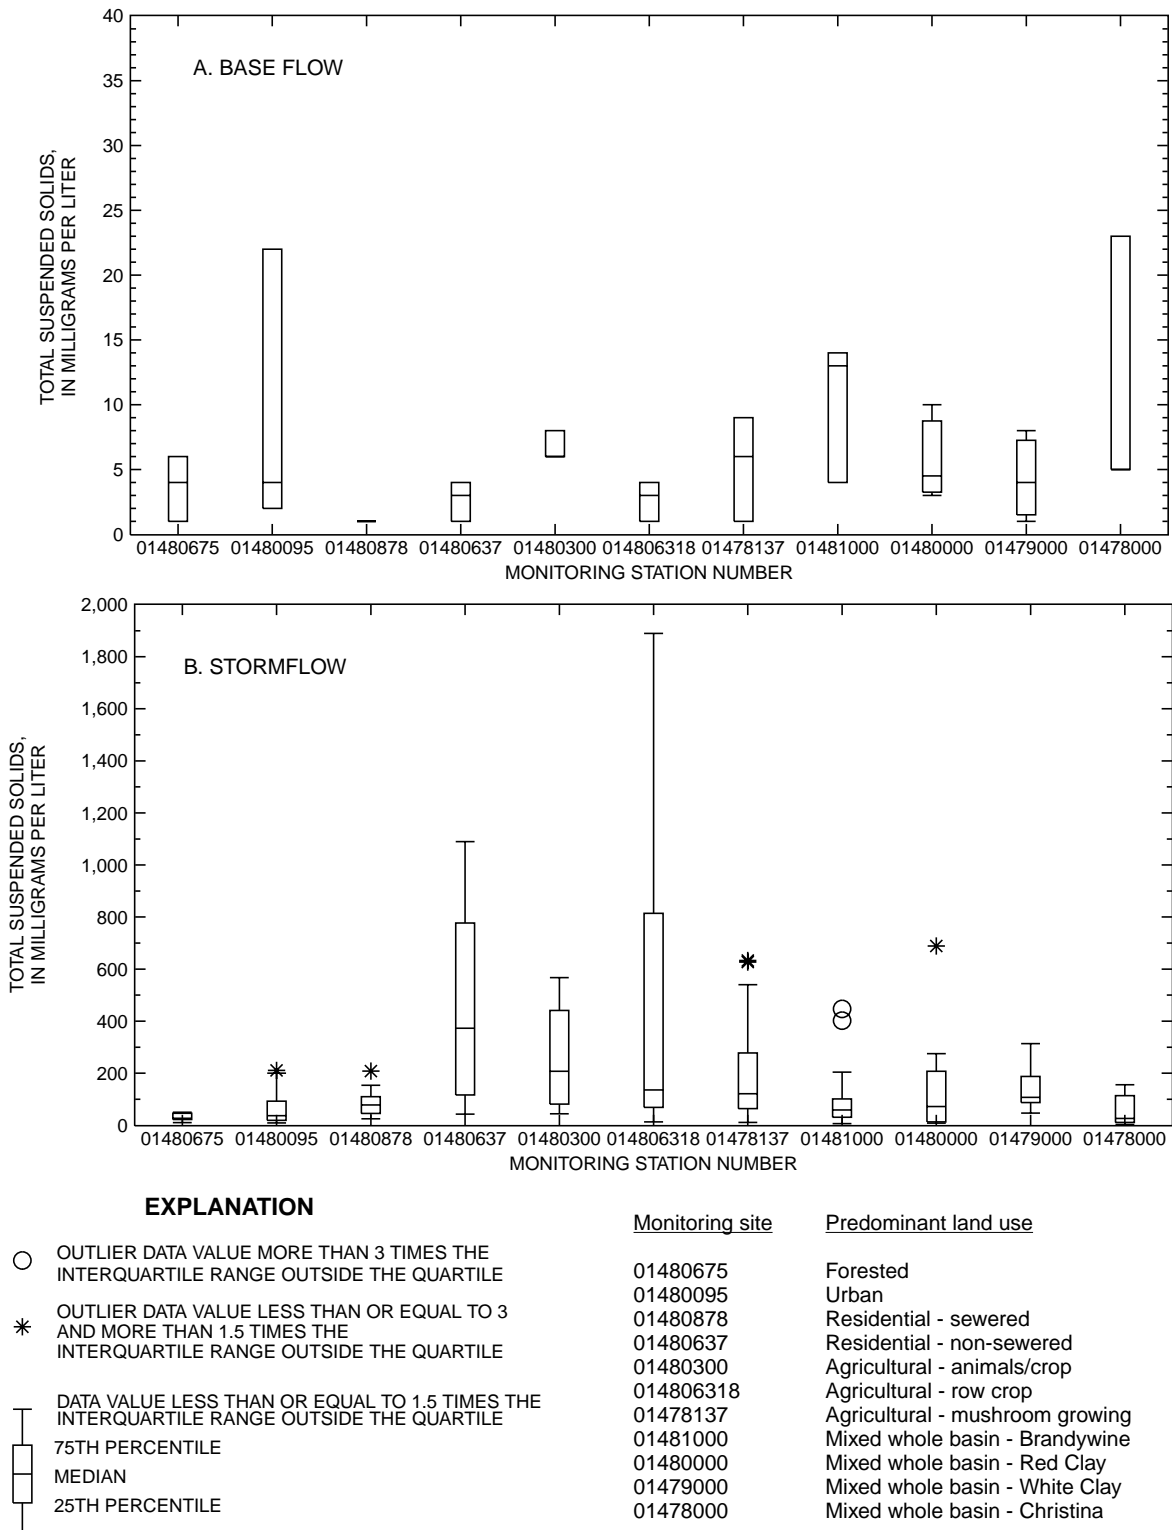 40
35
30
25
20
15
10
5
0
A. BASE FLOW
TOTAL SUSPENDED SOLIDS,
IN MILLIGRAMS PER LITER
01480675 01480095 01480878 01480637 01480300 014806318 01478137 01481000 01480000 01479000 01478000
MONITORING STATION NUMBER
2,000
1,800
1,600
1,400
1,200
1,000
800
600
400
200
0
B. STORMFLOW
TOTAL SUSPENDED SOLIDS,
IN MILLIGRAMS PER LITER
01480675 01480095 01480878 01480637 01480300 014806318 01478137 01481000 01480000 01479000 01478000
MONITORING STATION NUMBER
EXPLANATION
OUTLIER DATA VALUE MORE THAN 3 TIMES THE
INTERQUARTILE RANGE OUTSIDE THE QUARTILE
OUTLIER DATA VALUE LESS THAN OR EQUAL TO 3
AND MORE THAN 1.5 TIMES THE
INTERQUARTILE RANGE OUTSIDE THE QUARTILE
DATA VALUE LESS THAN OR EQUAL TO 1.5 TIMES THE
INTERQUARTILE RANGE OUTSIDE THE QUARTILE
75TH PERCENTILE
MEDIAN
25TH PERCENTILE
Monitoring site Predominant land use
01480675 Forested
01480095 Urban
01480878 Residential - sewered
01480637 Residential - non-sewered
01480300 Agricultural - animals/crop
014806318 Agricultural - row crop
01478137 Agricultural - mushroom growing
01481000 Mixed whole basin - Brandywine
01480000 Mixed whole basin - Red Clay
01479000 Mixed whole basin - White Clay
01478000 Mixed whole basin - Christina